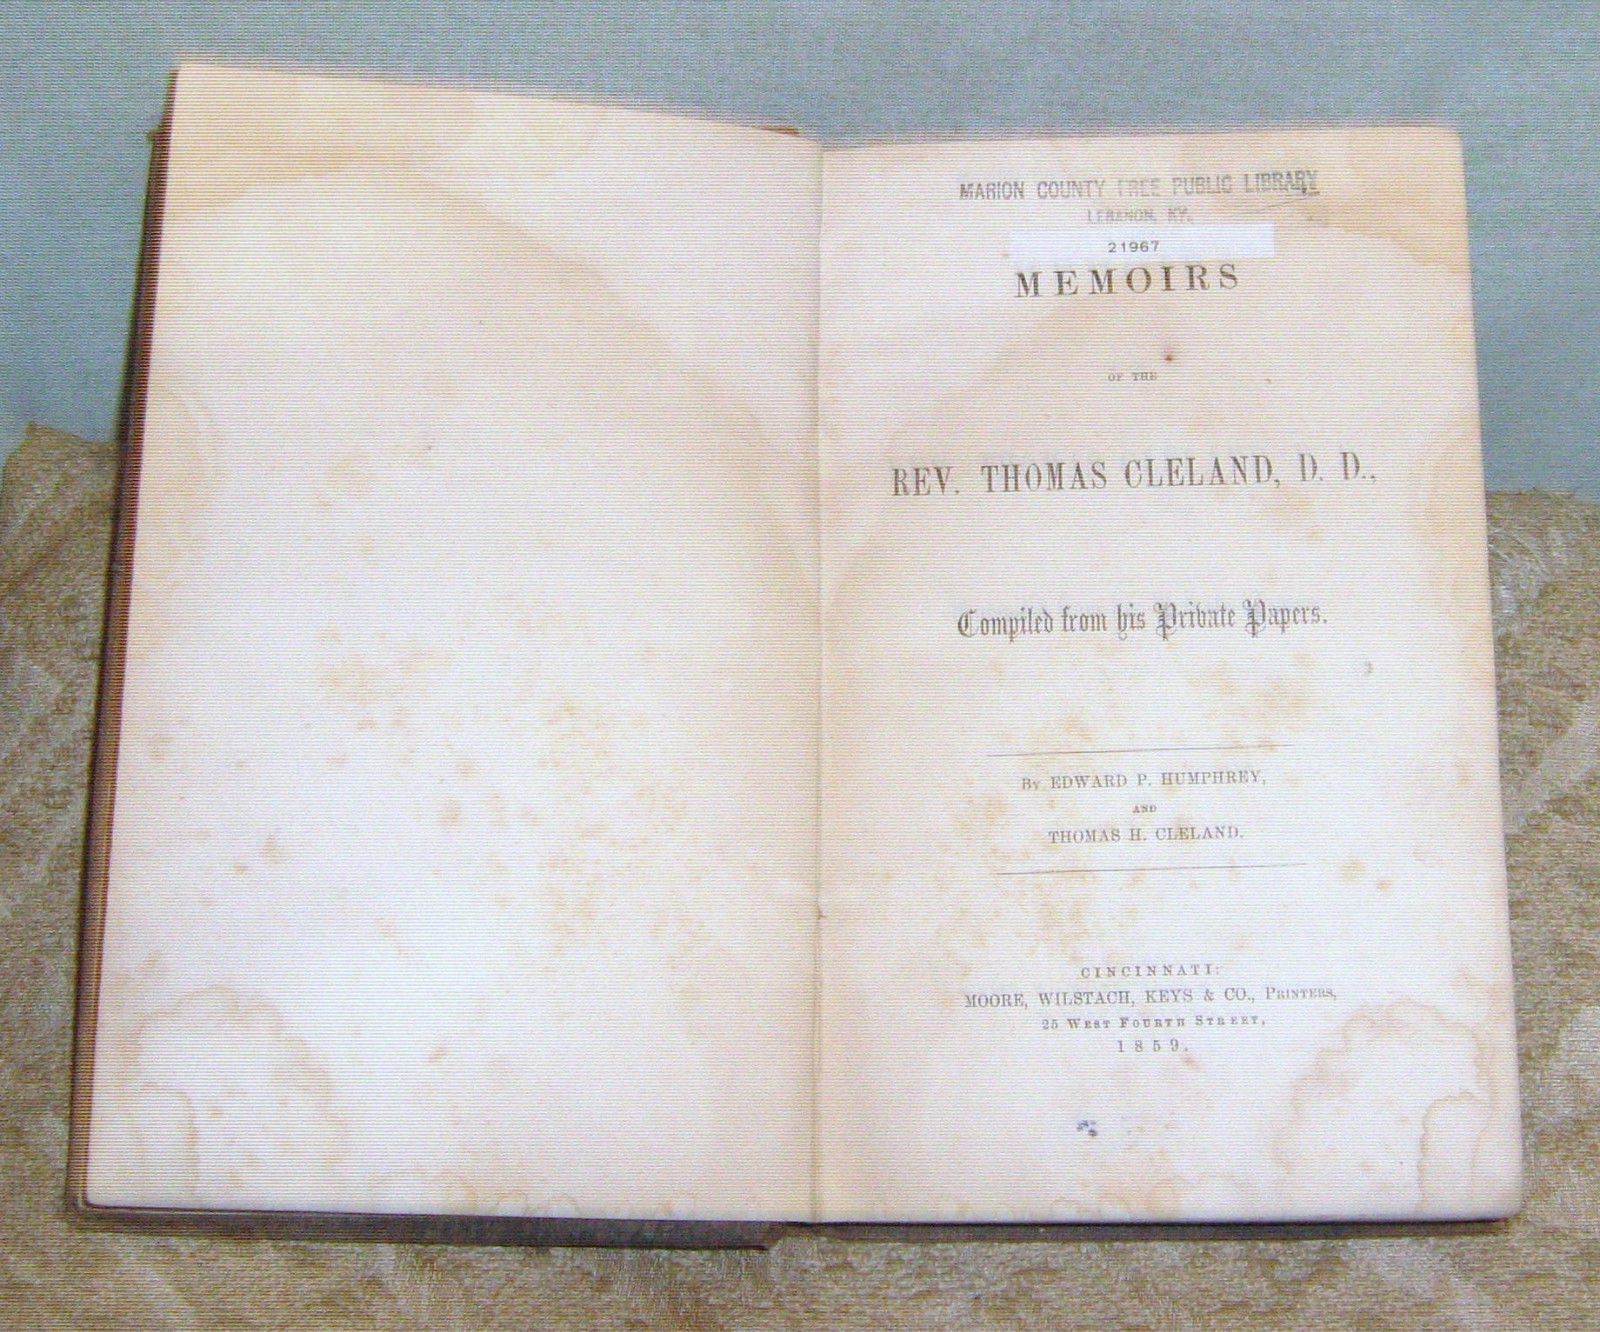 MARION COUNTY FREE PUBLIC LIBRARY
LEBANON, KY.
21967
MEMOIRS
OF THE
REV. THOMAS CLELAND, D. D.,
Compiled from his Private Papers.
By EDWARD P. HUMPHREY,
AND
THOMAS H. CLELAND.
CINCINNATI:
MOORE, WILSTACH, KEYS & CO., Printers,
25 West Fourth Street,
1859.